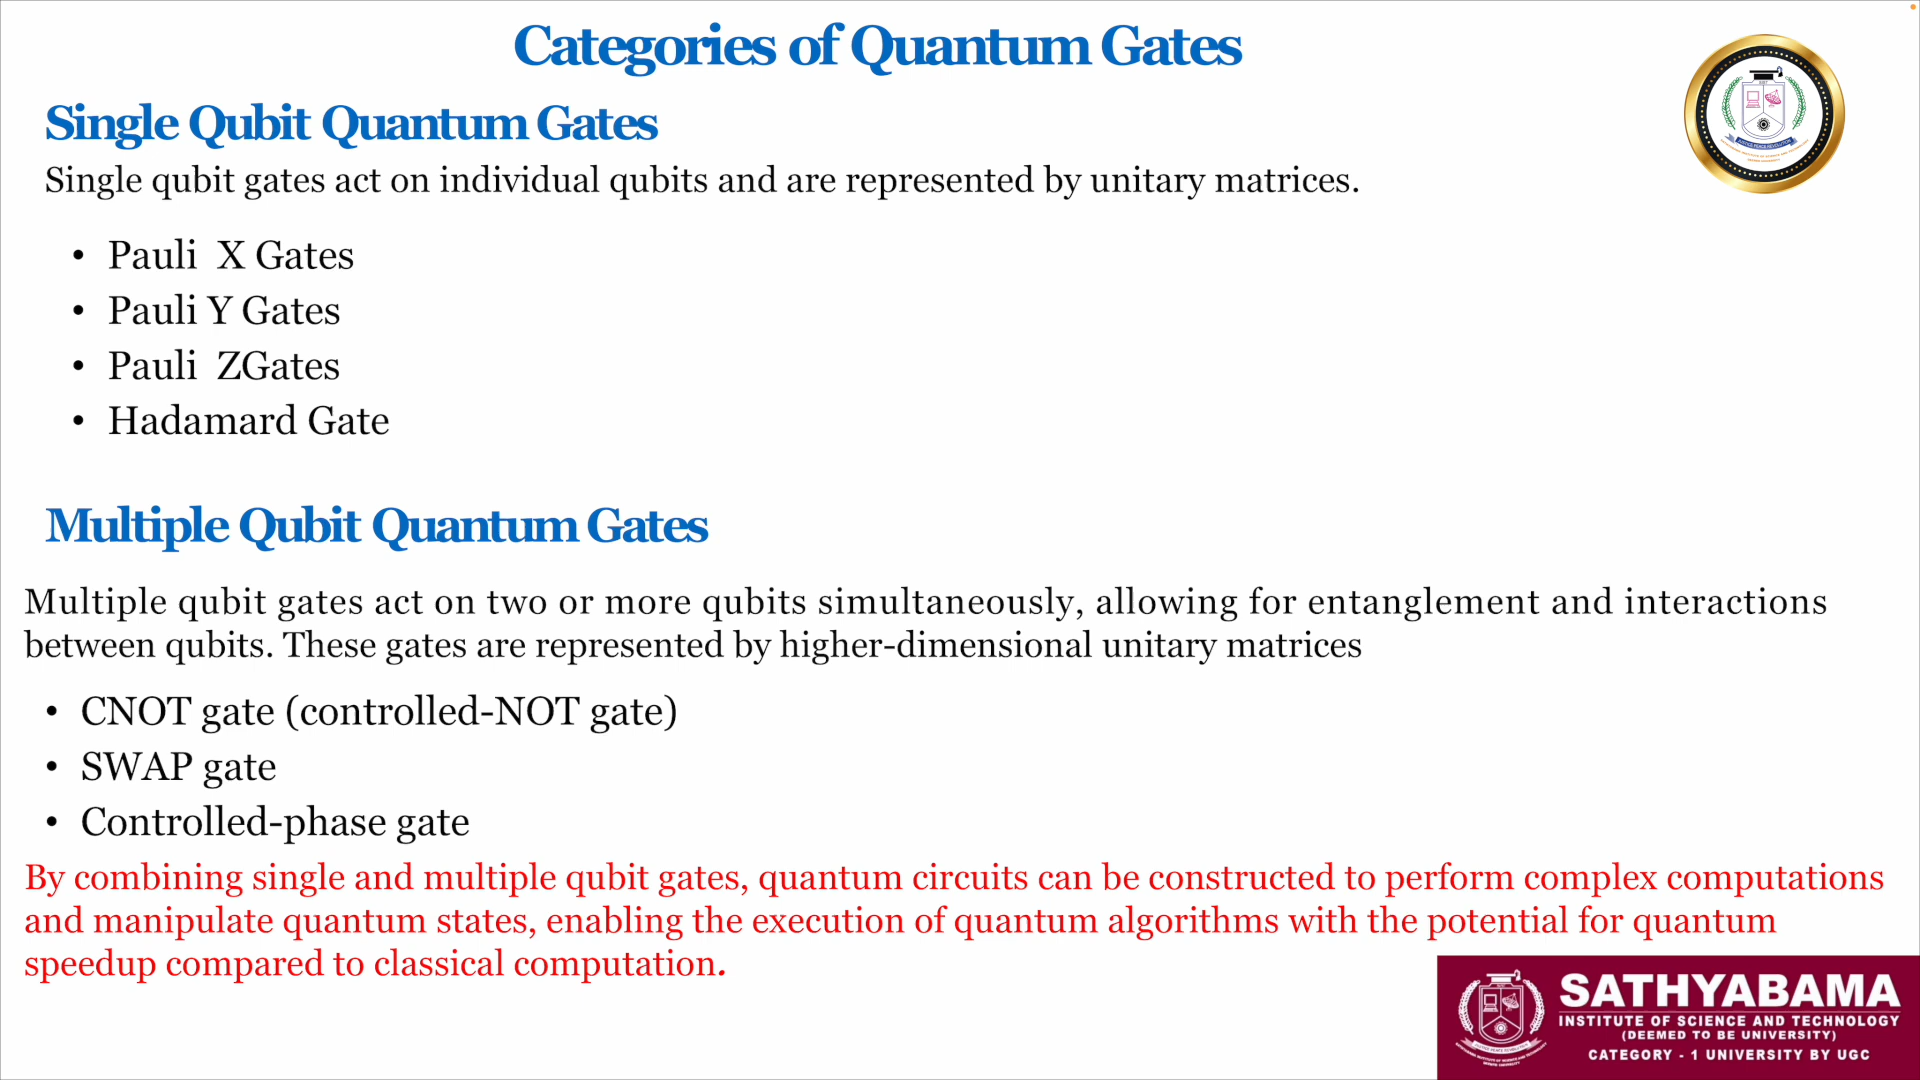 Categories of Quantum Gates
Single Qubit Quantum Gates
Single qubit gates act on individual qubits and are represented by unitary matrices.
• Pauli  X Gates
• Pauli Y Gates
• Pauli  ZGates
• Hadamard Gate
Multiple Qubit Quantum Gates
Multiple qubit gates act on two or more qubits simultaneously, allowing for entanglement and interactions
between qubits. These gates are represented by higher-dimensional unitary matrices
• CNOT gate (controlled-NOT gate)
• SWAP gate
• Controlled-phase gate
By combining single and multiple qubit gates, quantum circuits can be constructed to perform complex computations
and manipulate quantum states, enabling the execution of quantum algorithms with the potential for quantum
speedup compared to classical computation.
SATHYABAMA
INSTITUTE OF SCIENCE AND TECHNOLOGY
(DEEMED TO BE UNIVERSITY)
CATEGORY - 1 UNIVERSITY BY UGC